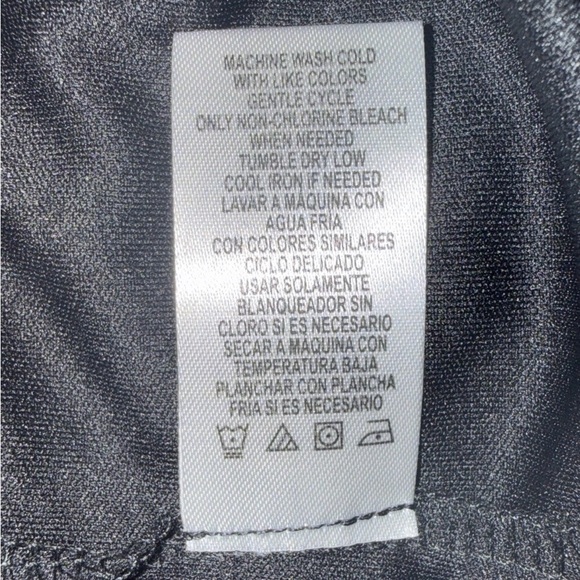 MACHINE WASH COLD
WITH LIKE COLORS
GENTLE CYCLE
ONLY NON-CHLORINE BLEACH
WHEN NEEDED
TUMBLE DRY LOW
COOL IRON IF NEEDED
LAVAR A MAQUINA CON
AGUA FRIA
CON COLORES SIMILARES
CICLO DELICADO
USAR SOLAMENTE
BLANQUEADOR SIN
CLORO SI ES NECESARIO
SECAR A MAQUINA CON
TEMPERATURA BAJA
PLANCHAR CON PLANCHA
FRIA SI ES NECESARIO